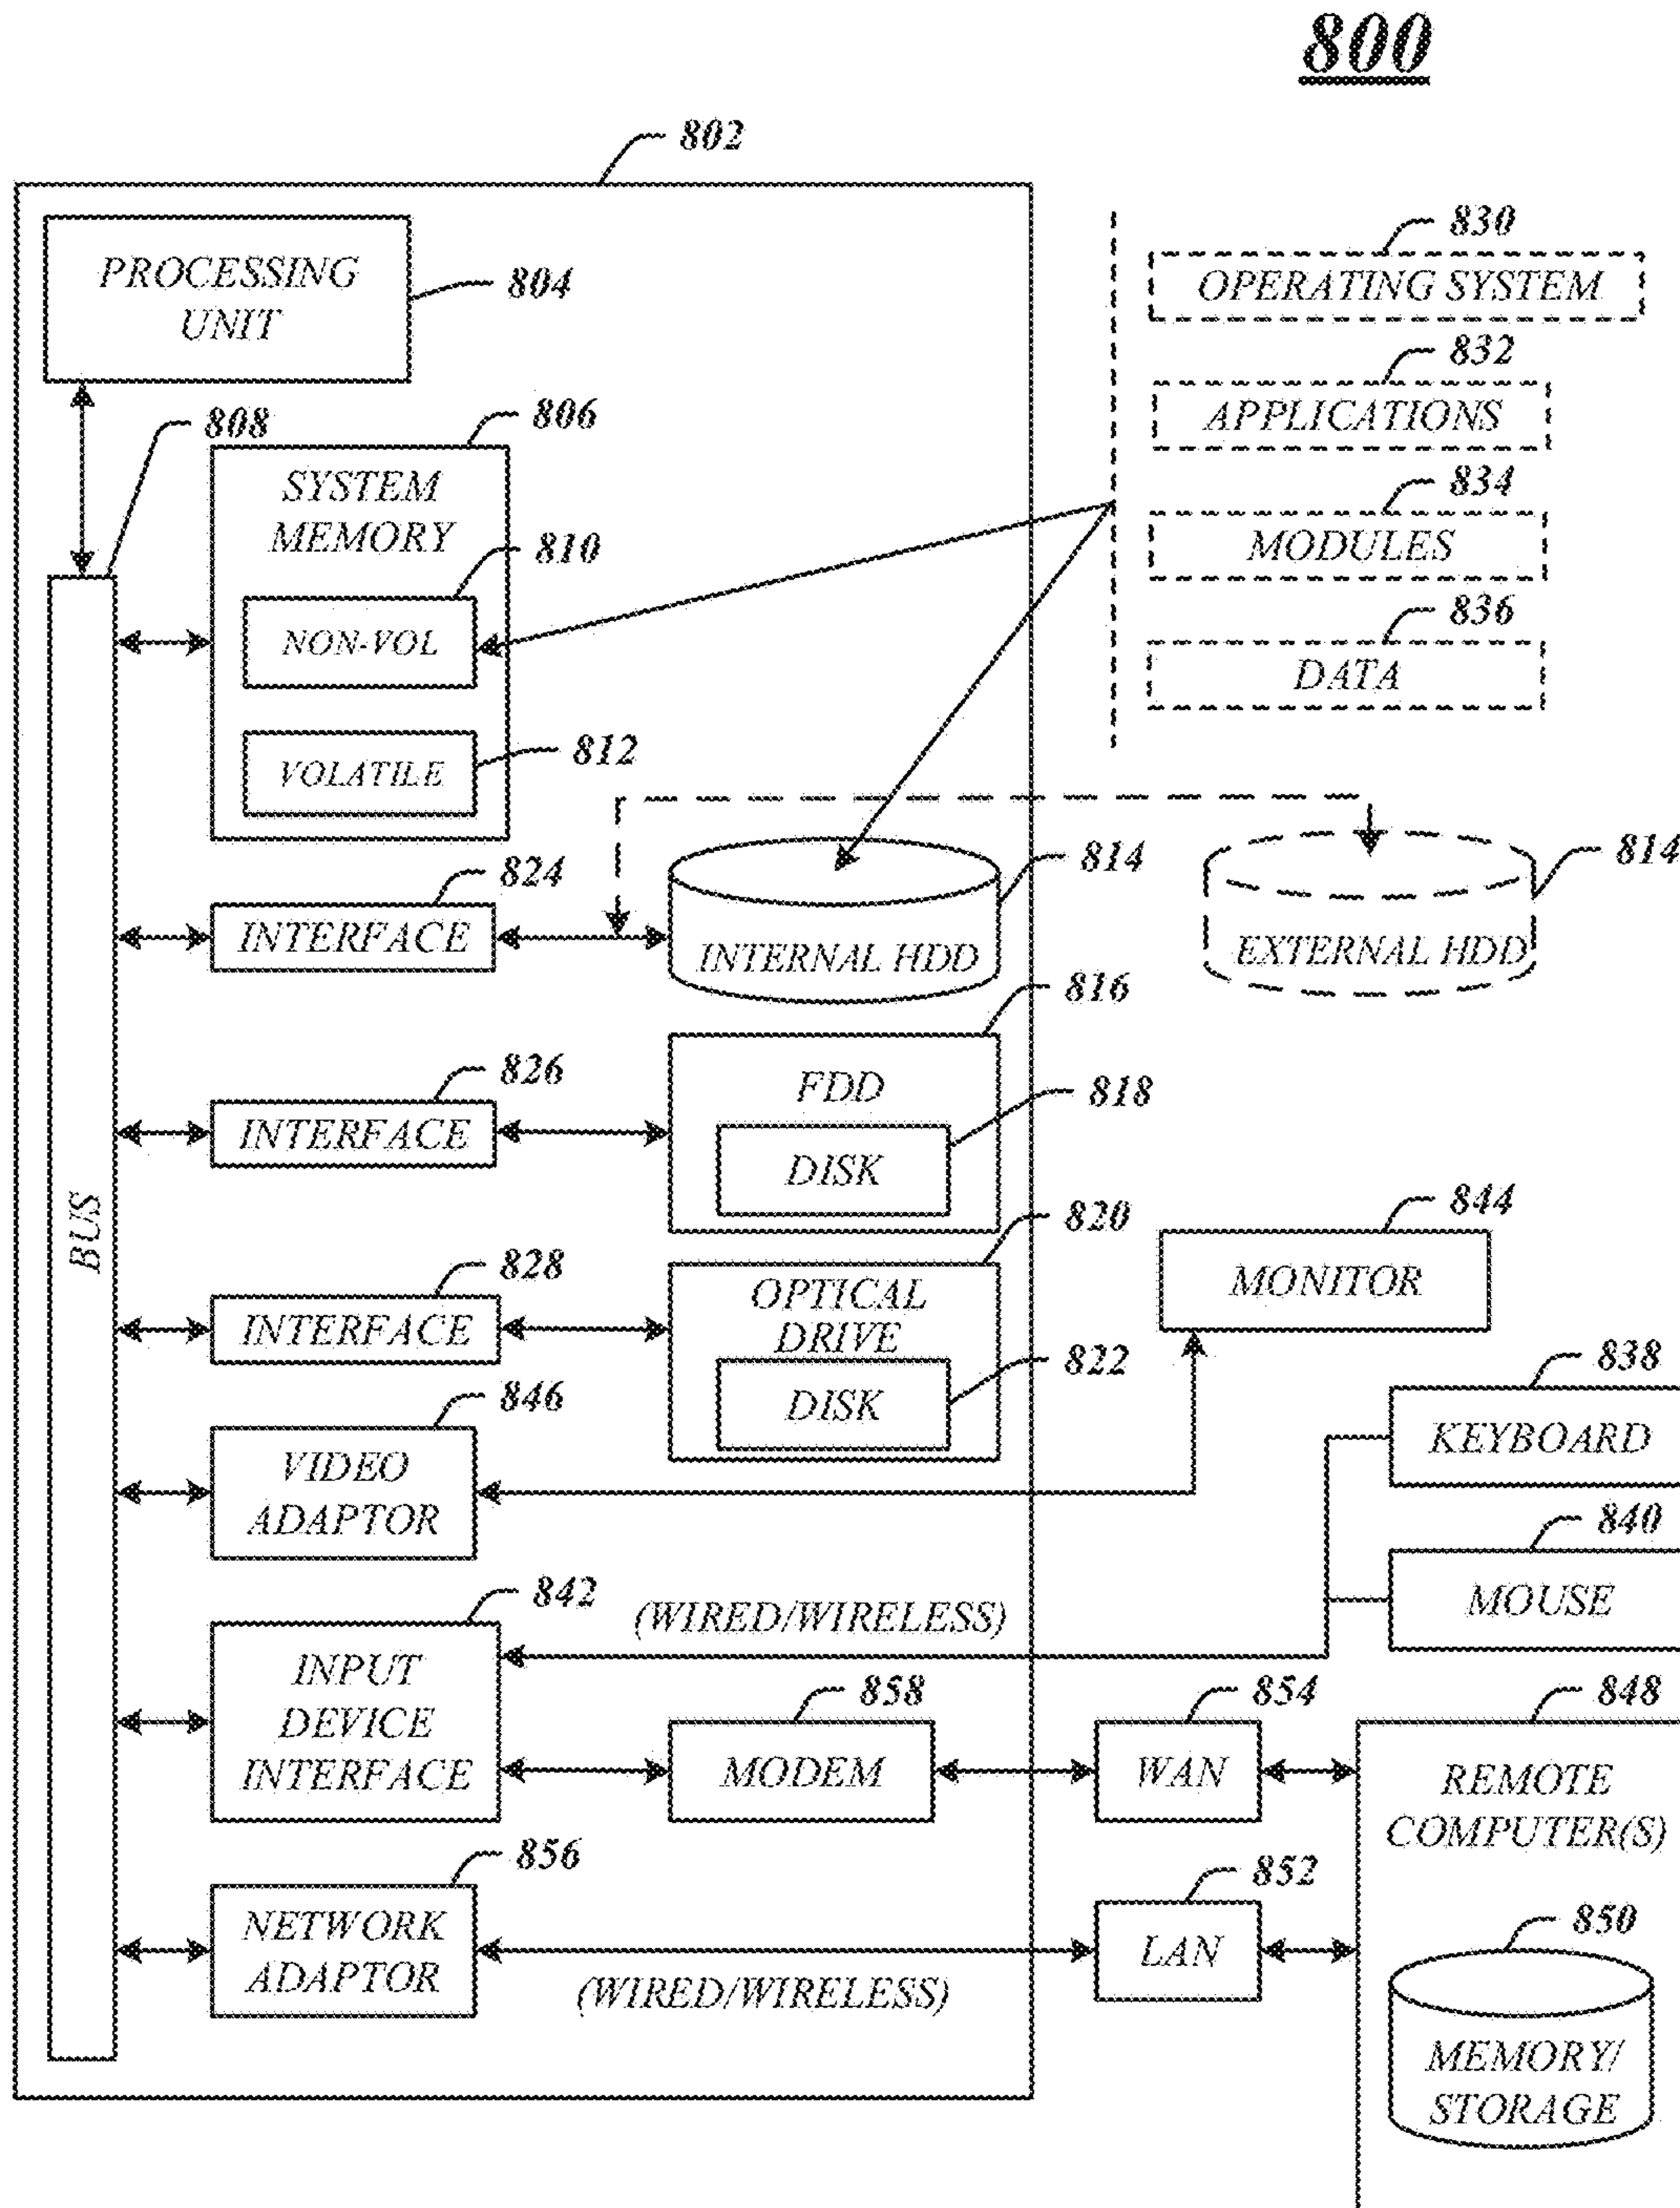 800
802
PROCESSING
UNIT
804
830
OPERATING SYSTEM
832
APPLICATIONS
834
MODULES
836
DATA
808
806
SYSTEM
MEMORY
810
NON-VOL
812
VOLATILE
824
INTERFACE
814
INTERNAL HDD
814
EXTERNAL HDD
816
826
INTERFACE
FDD
818
DISK
BUS
820
828
INTERFACE
OPTICAL
DRIVE
822
DISK
844
MONITOR
838
KEYBOARD
846
VIDEO
ADAPTOR
840
MOUSE
842
INPUT
DEVICE
INTERFACE
(WIRED/WIRELESS)
858
MODEM
854
WAN
848
REMOTE
COMPUTER(S)
856
NETWORK
ADAPTOR
(WIRED/WIRELESS)
852
LAN
850
MEMORY/
STORAGE